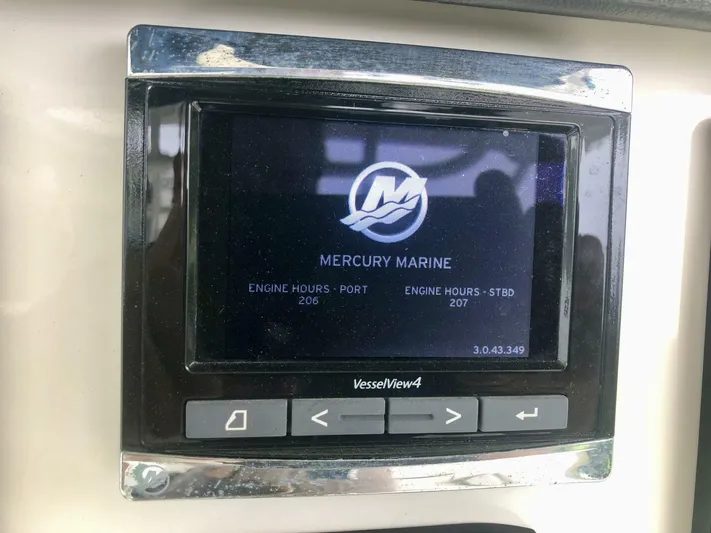 MERCURY MARINE
ENGINE HOURS - PORT ENGINE HOURS - STBD
206 207
3.0.43.349
VesselView4